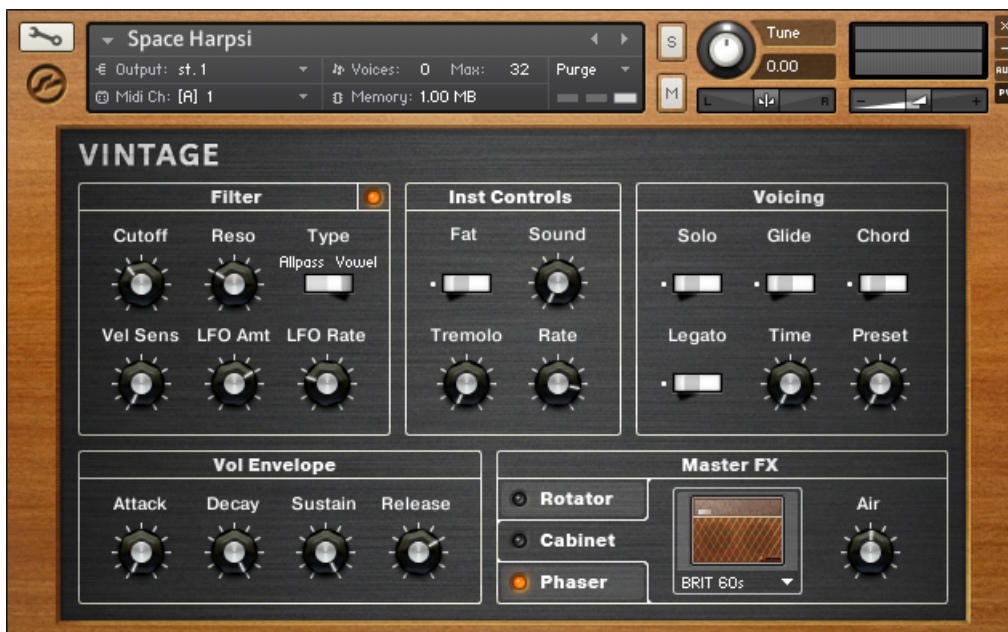 Space Harpsi
S
Tune
Output: st.1
Voices: 0 Max: 32
Purge
0.00
AU
Midi Ch: [A] 1
Memory: 1.00 MB
M
L R
- +
PV
VINTAGE
Filter
Cutoff Reso Type
Allpass Vowel
Vel Sens LFO Amt LFO Rate
Inst Controls
Fat Sound
Tremolo Rate
Voicing
Solo Glide Chord
Legato Time Preset
Vol Envelope
Attack Decay Sustain Release
Master FX
Rotator
Cabinet
Phaser
BRIT 60s
Air